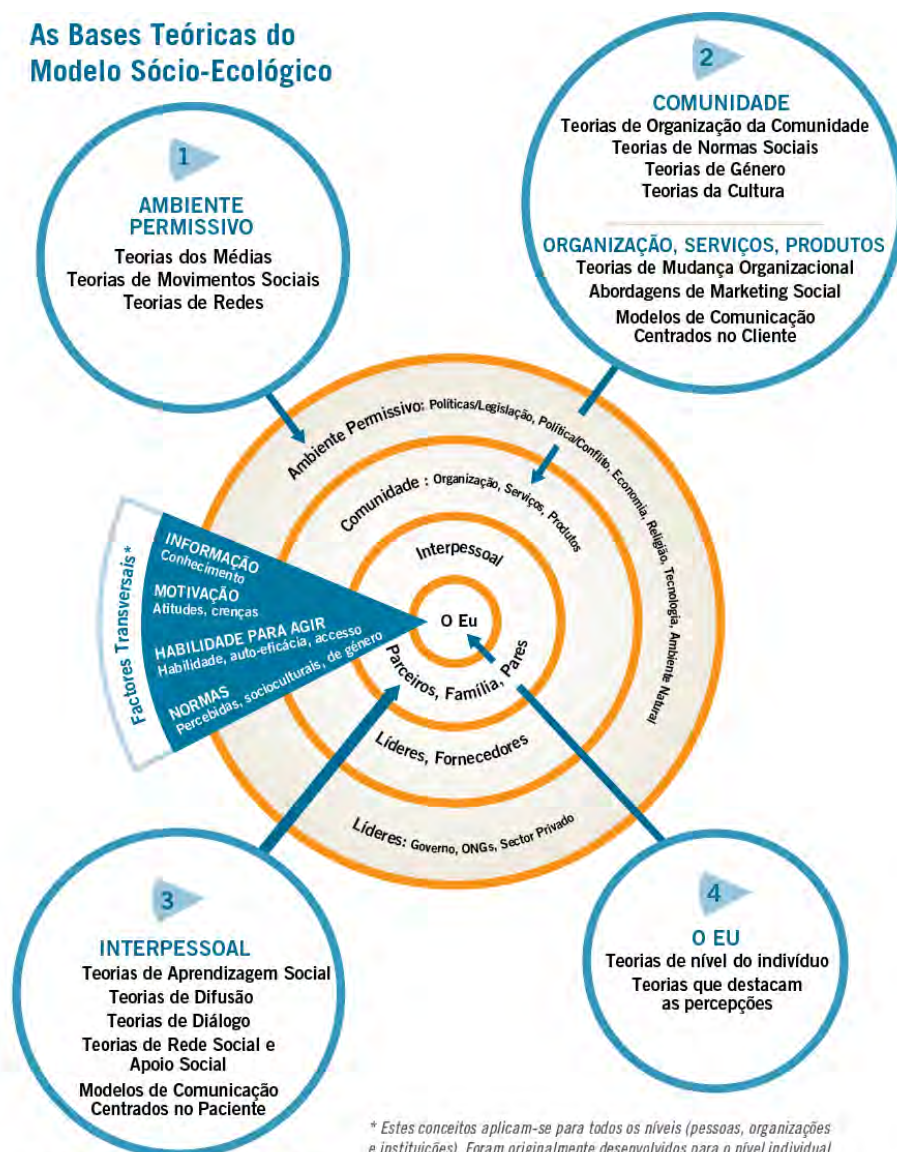 As Bases Teóricas do
Modelo Sócio-Ecológico
1
AMBIENTE
PERMISSIVO
Teorias dos Médias
Teorias de Movimentos Sociais
Teorias de Redes
2
COMUNIDADE
Teorias de Organização da Comunidade
Teorias de Normas Sociais
Teorias de Género
Teorias da Cultura
ORGANIZAÇÃO, SERVIÇOS, PRODUTOS
Teorias de Mudança Organizacional
Abordagens de Marketing Social
Modelos de Comunicação
Centrados no Cliente
Ambiente Permissivo: Políticas/Legislação, Política/Conflito, Economia, Religião, Tecnologia, Ambiente Natural
Comunidade : Organização, Serviços, Produtos
Interpessoal
O Eu
Parceiros, Família, Pares
Líderes, Fornecedores
Líderes: Governo, ONGs, Sector Privado
Factores Transversais*
INFORMAÇÃO
Conhecimento
MOTIVAÇÃO
Atitudes, crenças
HABILIDADE PARA AGIR
Habilidade, auto-eficácia, accesso
NORMAS
Percebidas, socioculturais, de género
3
INTERPESSOAL
Teorias de Aprendizagem Social
Teorias de Difusão
Teorias de Diálogo
Teorias de Rede Social e
Apoio Social
Modelos de Comunicação
Centrados no Paciente
4
O EU
Teorias de nível do indivíduo
Teorias que destacam
as percepções
* Estes conceitos aplicam-se para todos os níveis (pessoas, organizações
e instituições). Foram originalmente desenvolvidos para o nível individual